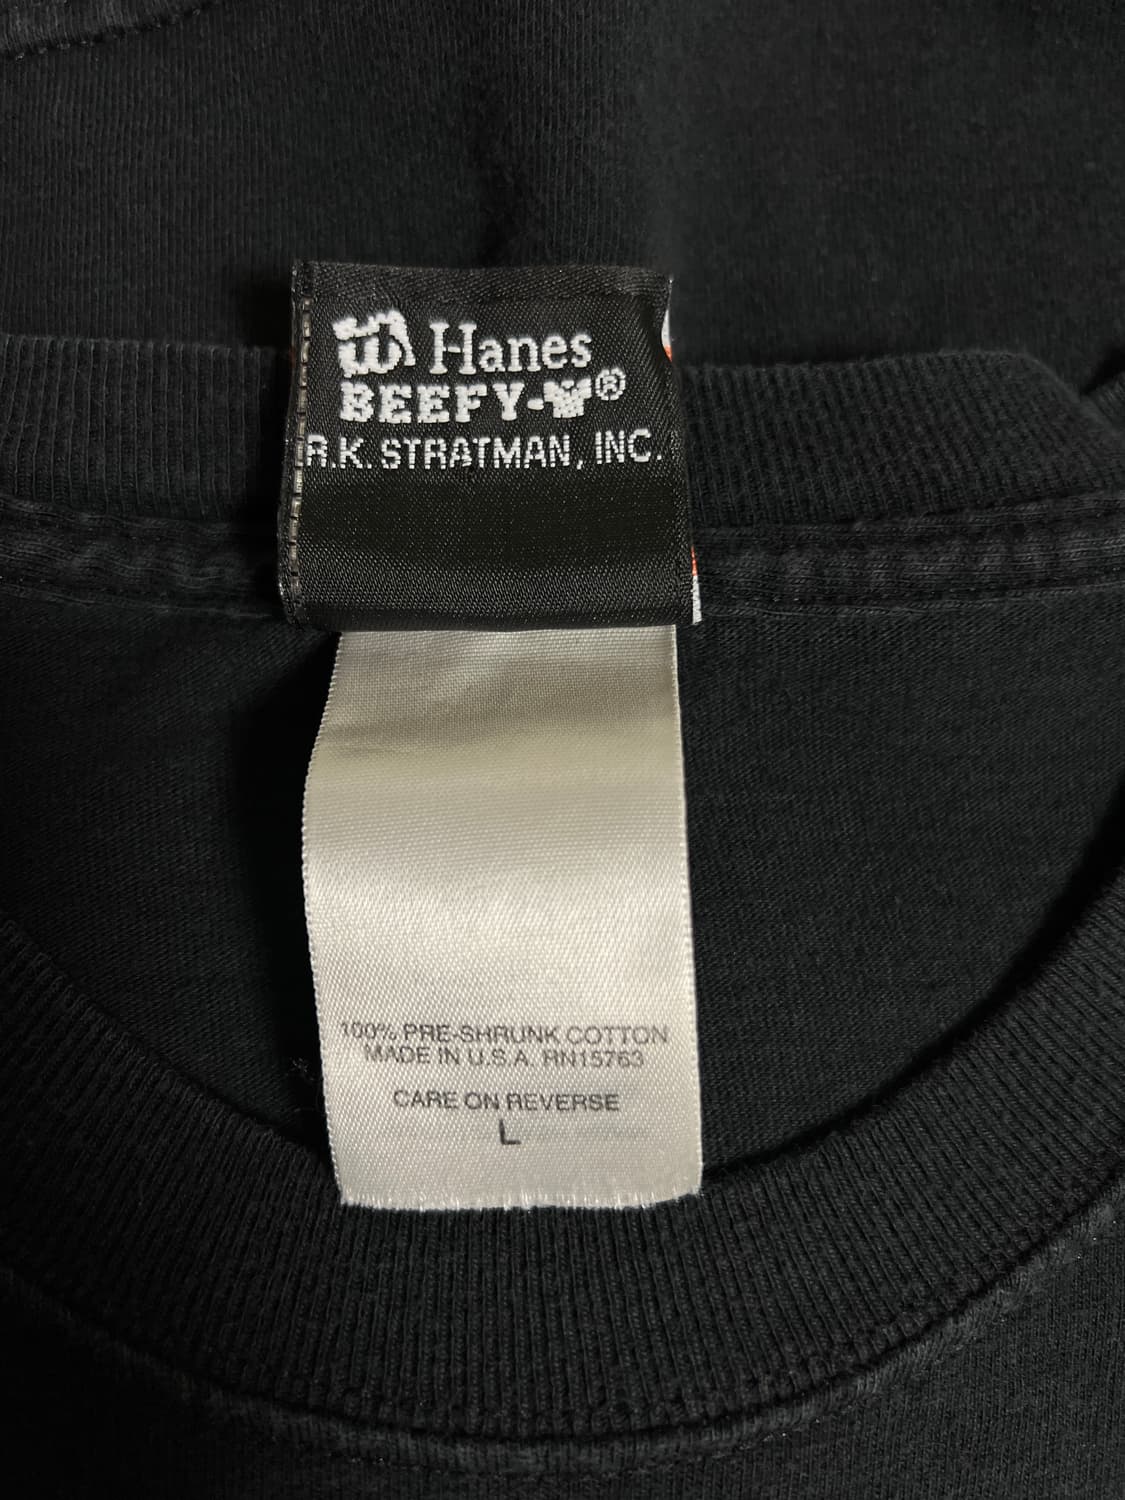 Hanes
BEEFY-T®
R.K. STRATMAN, INC.
100% PRE-SHRUNK COTTON
MADE IN U.S.A. RN15763
CARE ON REVERSE
L